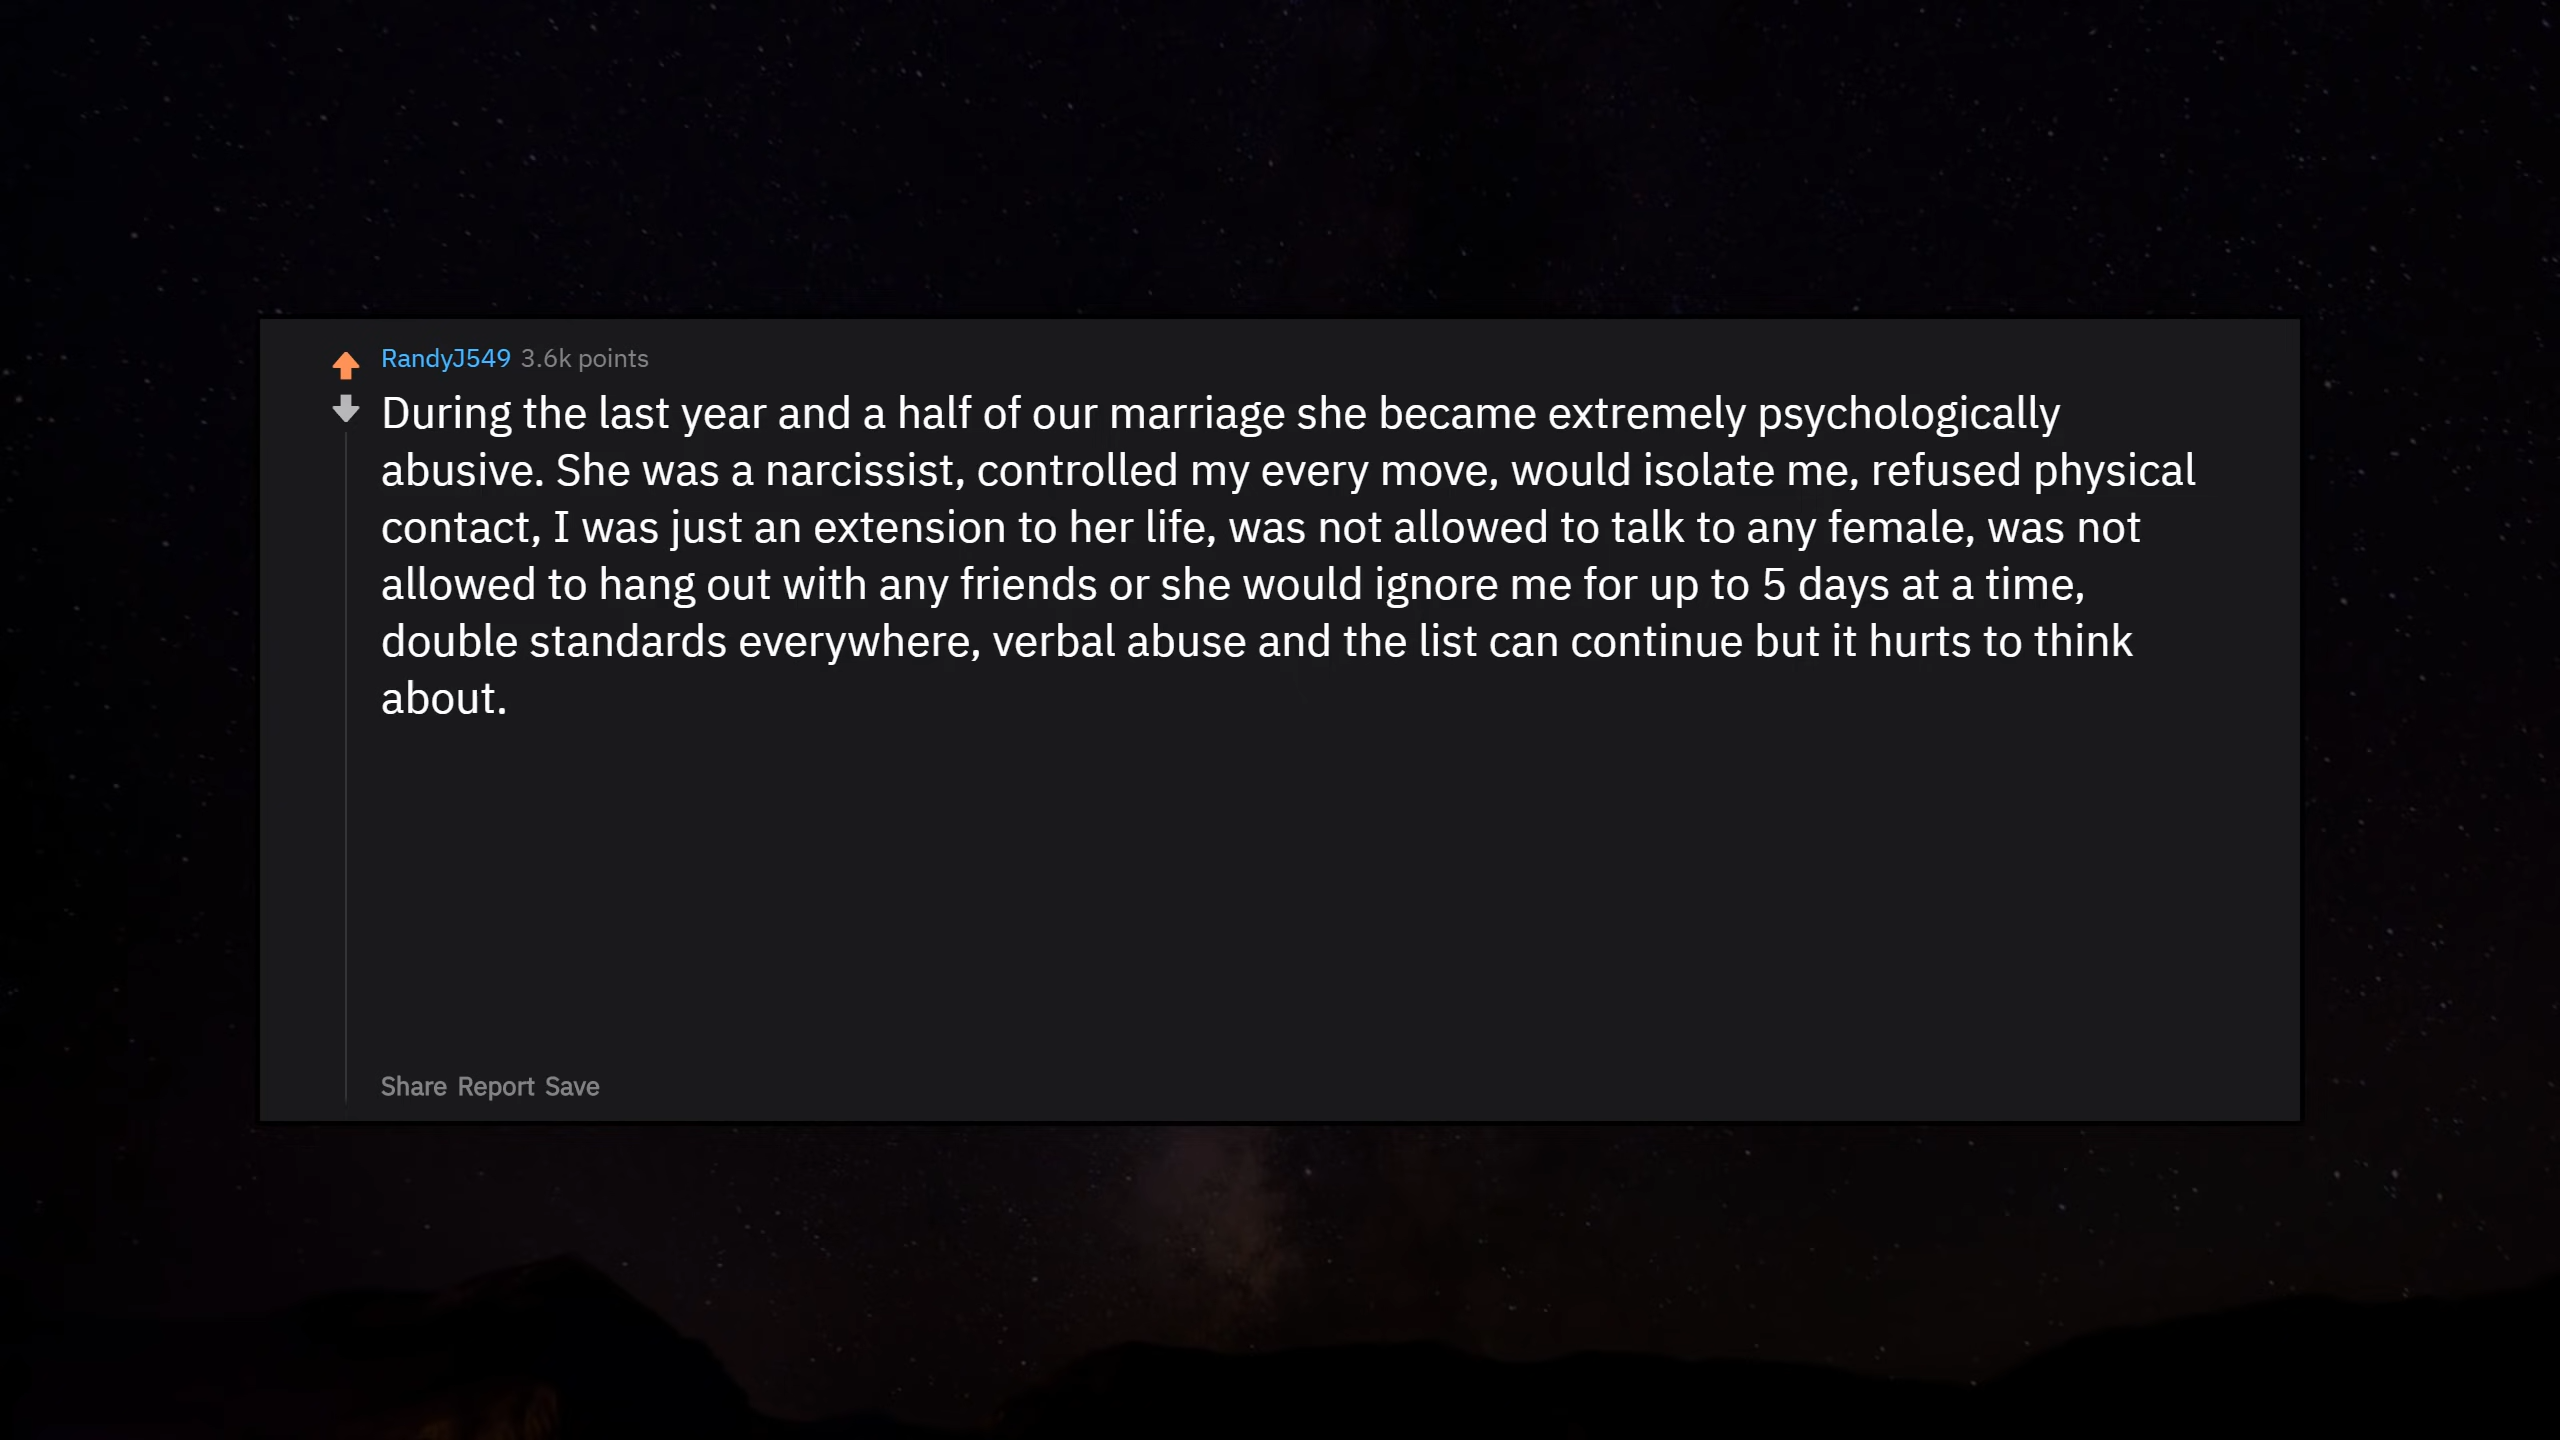 RandyJ549 3.6k points
During the last year and a half of our marriage she became extremely psychologically
abusive. She was a narcissist, controlled my every move, would isolate me, refused physical
contact, I was just an extension to her life, was not allowed to talk to any female, was not
allowed to hang out with any friends or she would ignore me for up to 5 days at a time,
double standards everywhere, verbal abuse and the list can continue but it hurts to think
about.
Share Report Save